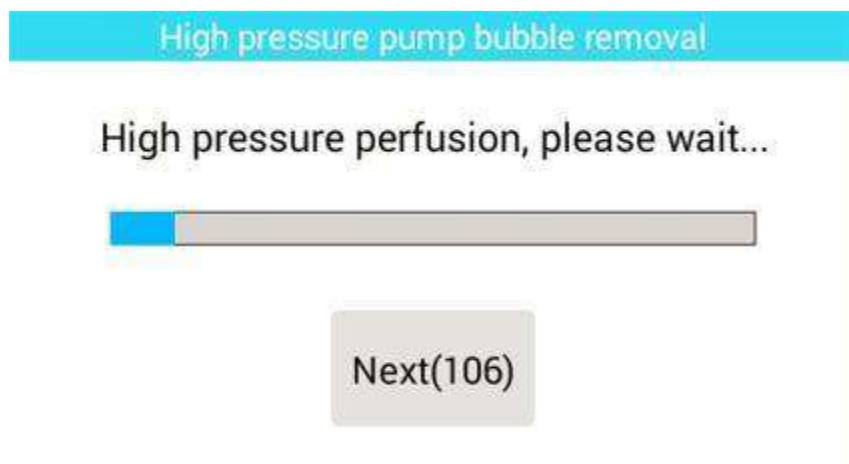 High pressure pump bubble removal
High pressure perfusion, please wait...
Next(106)